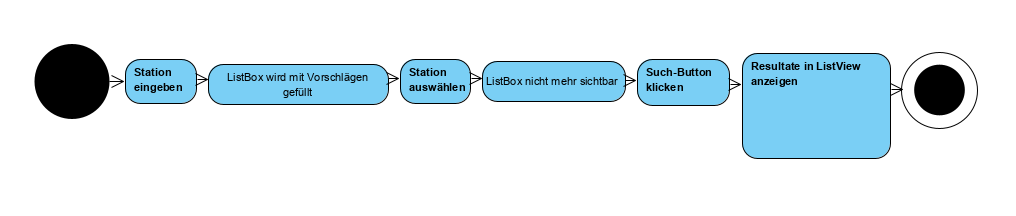 Station
eingeben
ListBox wird mit Vorschlägen
gefüllt
Station
auswählen
ListBox nicht mehr sichtbar
Such-Button
klicken
Resultate in ListView
anzeigen